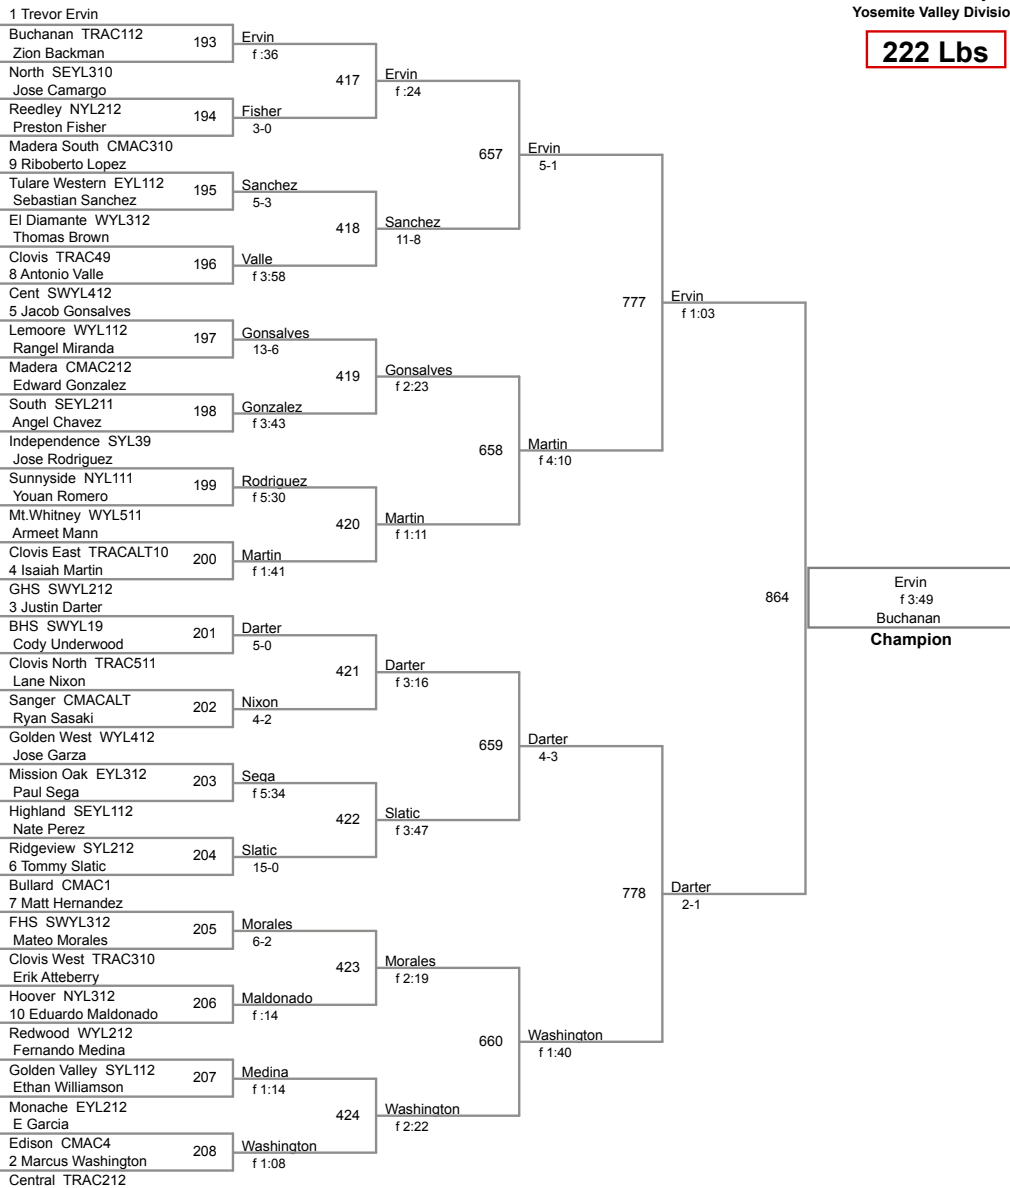 1 Trevor Ervin
Yosemite Valley Divisio
222 Lbs
Buchanan TRAC112
Zion Backman
193
Ervin
f :36
North SEYL310
Jose Camargo
417
Ervin
f :24
Reedley NYL212
Preston Fisher
194
Fisher
3-0
Madera South CMAC310
9 Riboberto Lopez
657
Ervin
5-1
Tulare Western EYL112
Sebastian Sanchez
195
Sanchez
5-3
El Diamante WYL312
Thomas Brown
418
Sanchez
11-8
Clovis TRAC49
8 Antonio Valle
196
Valle
f 3:58
Cent SWYL412
5 Jacob Gonsalves
777
Ervin
f 1:03
Lemoore WYL112
Rangel Miranda
197
Gonsalves
13-6
Madera CMAC212
Edward Gonzalez
419
Gonsalves
f 2:23
South SEYL211
Angel Chavez
198
Gonzalez
f 3:43
Independence SYL39
Jose Rodriguez
658
Martin
f 4:10
Sunnyside NYL111
Youan Romero
199
Rodriguez
f 5:30
Mt.Whitney WYL511
Armeet Mann
420
Martin
f 1:11
Clovis East TRACALT10
4 Isaiah Martin
200
Martin
f 1:41
GHS SWYL212
3 Justin Darter
864
Ervin
f 3:49
Buchanan
Champion
BHS SWYL19
Cody Underwood
201
Darter
5-0
Clovis North TRAC511
Lane Nixon
421
Darter
f 3:16
Sanger CMACALT
Ryan Sasaki
202
Nixon
4-2
Golden West WYL412
Jose Garza
659
Darter
4-3
Mission Oak EYL312
Paul Sega
203
Sega
f 5:34
Highland SEYL112
Nate Perez
422
Slatic
f 3:47
Ridgeview SYL212
6 Tommy Slatic
204
Slatic
15-0
Bullard CMAC1
7 Matt Hernandez
778
Darter
2-1
FHS SWYL312
Mateo Morales
205
Morales
6-2
Clovis West TRAC310
Erik Atteberry
423
Morales
f 2:19
Hoover NYL312
10 Eduardo Maldonado
206
Maldonado
f :14
Redwood WYL212
Fernando Medina
660
Washington
f 1:40
Golden Valley SYL112
Ethan Williamson
207
Medina
f 1:14
Monache EYL212
E Garcia
424
Washington
f 2:22
Edison CMAC4
2 Marcus Washington
208
Washington
f 1:08
Central TRAC212